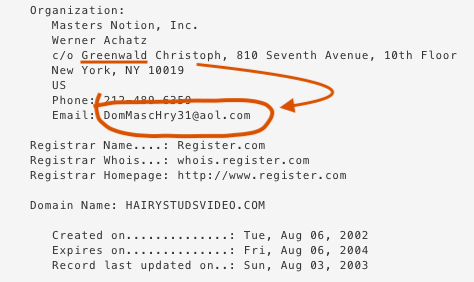 Organization:
Masters Notion, Inc.
Werner Achatz
c/o Greenwald Christoph, 810 Seventh Avenue, 10th Floor
New York, NY 10019
US
Phone: 212-489-6359
Email: DomMascHry31@aol.com
Registrar Name....: Register.com
Registrar Whois...: whois.register.com
Registrar Homepage: http://www.register.com
Domain Name: HAIRYSTUDSVIDEO.COM
Created on..............: Tue, Aug 06, 2002
Expires on..............: Fri, Aug 06, 2004
Record last updated on..: Sun, Aug 03, 2003